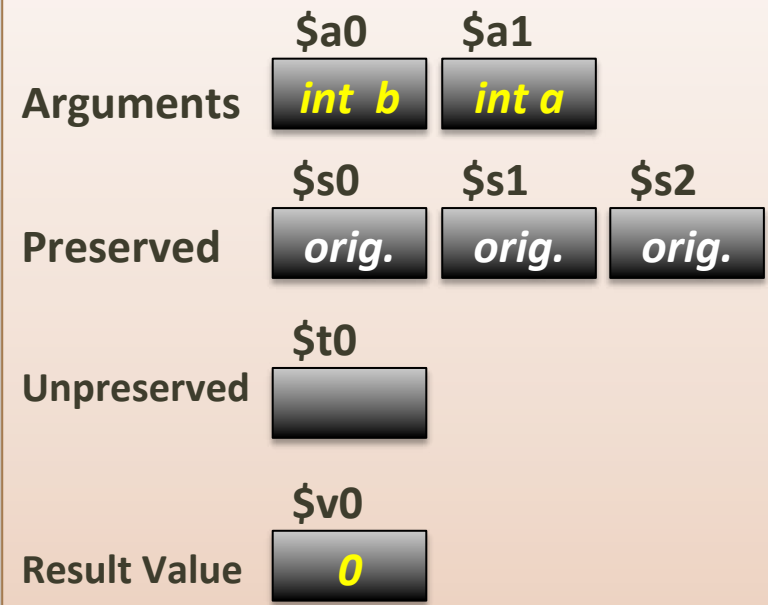 $a0 $a1
Arguments int b int a
$s0 $s1 $s2
Preserved orig. orig. orig.
$t0
Unpreserved
$v0
Result Value 0